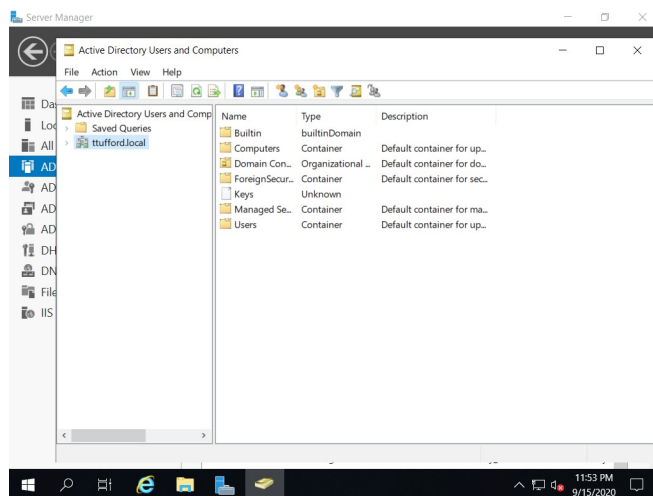 Server Manager
Active Directory Users and Computers
File Action View Help
Active Directory Users and Comp
Saved Queries
ttufford.local
Name Type Description
Builtin builtinDomain
Computers Container Default container for up...
Domain Con... Organizational ... Default container for do...
ForeignSecur... Container Default container for sec...
Keys Unknown
Managed Se... Container Default container for ma...
Users Container Default container for up...
Da
Loc
All
AD
AD
AD
AD
DH
DN
File
IIS
11:53 PM
9/15/2020